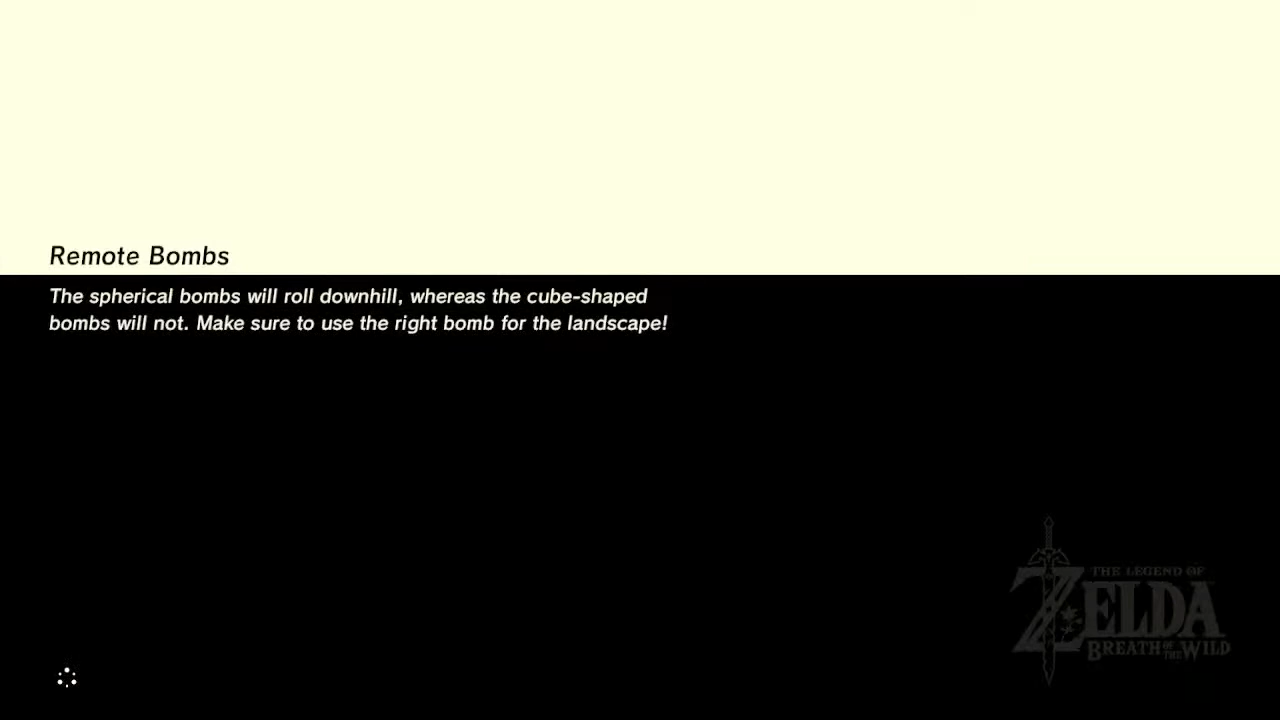 Remote Bombs
The spherical bombs will roll downhill, whereas the cube-shaped
bombs will not. Make sure to use the right bomb for the landscape!
THE LEGEND OF
ZELDA
BREATH OF THE WILD